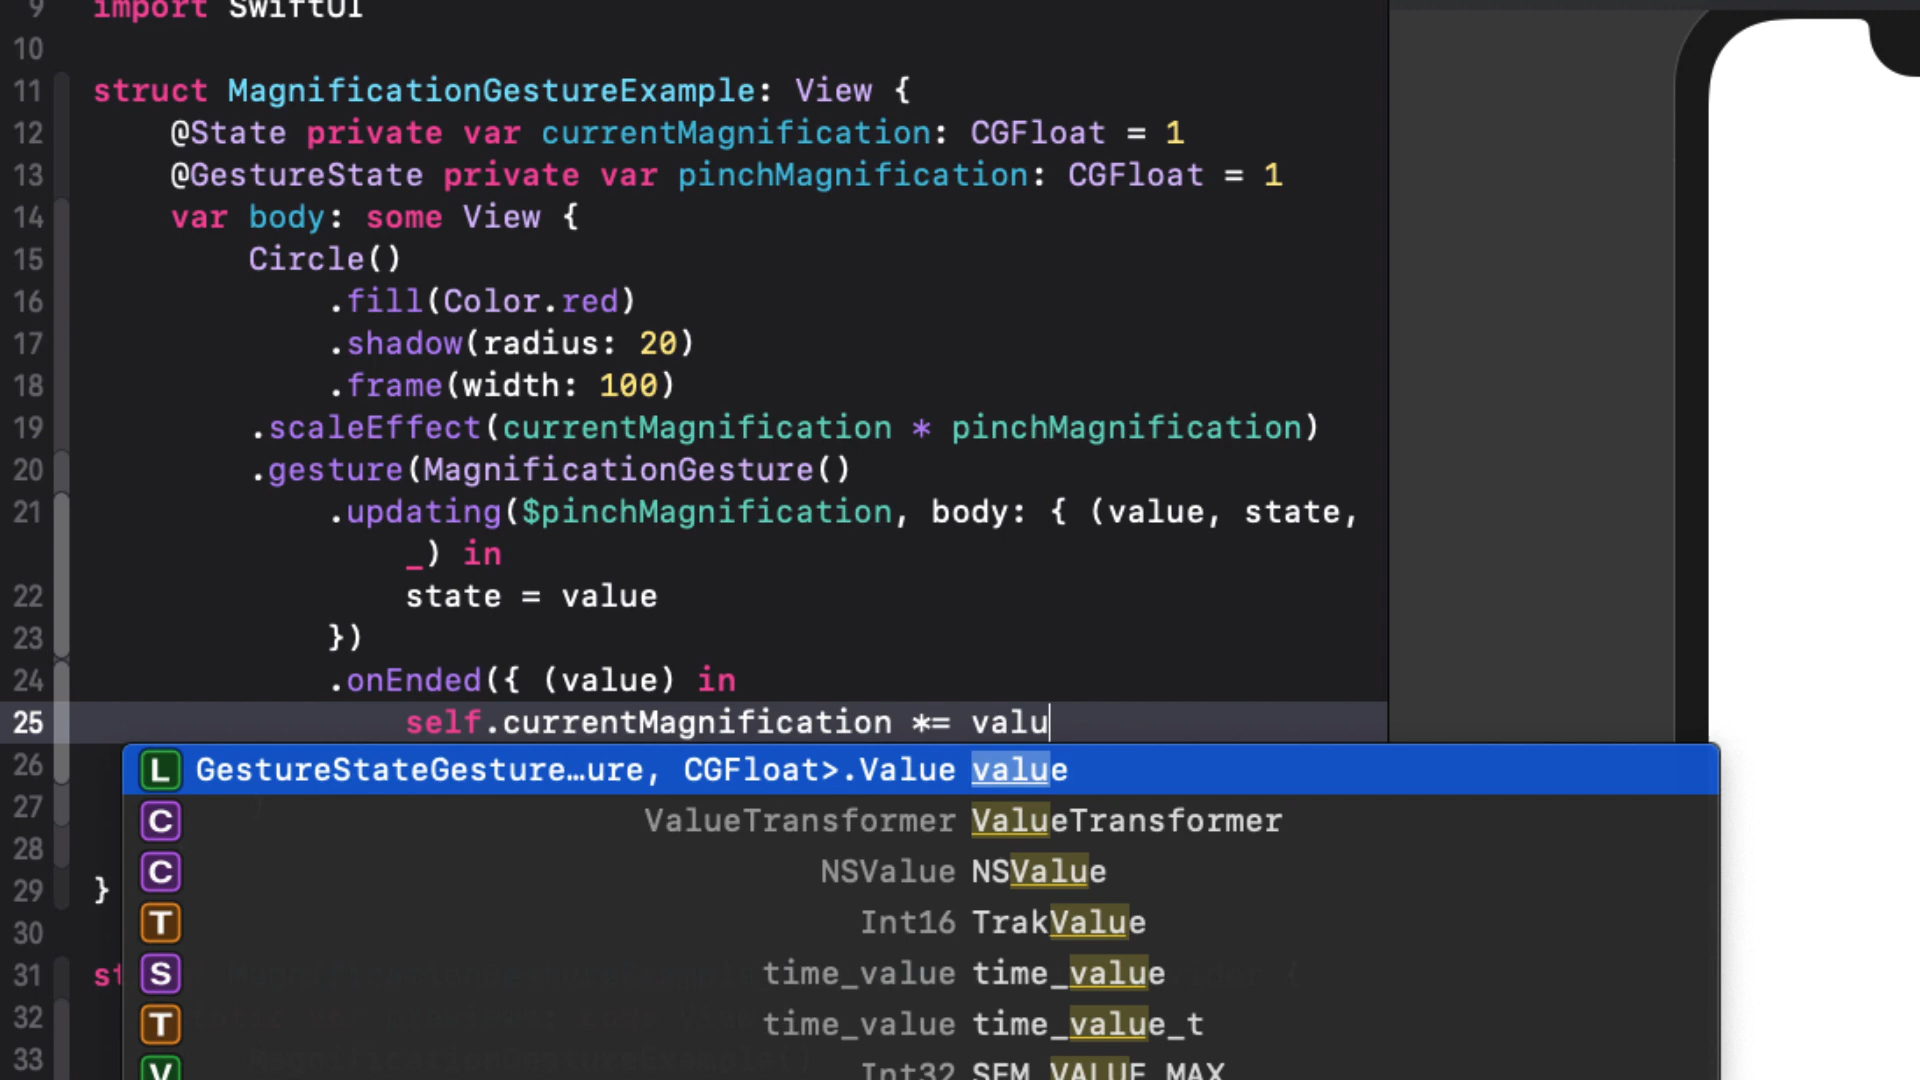 9 import SwiftUI
10
11 struct MagnificationGestureExample: View {
12 @State private var currentMagnification: CGFloat = 1
13 @GestureState private var pinchMagnification: CGFloat = 1
14 var body: some View {
15 Circle()
16 .fill(Color.red)
17 .shadow(radius: 20)
18 .frame(width: 100)
19 .scaleEffect(currentMagnification * pinchMagnification)
20 .gesture(MagnificationGesture()
21 .updating($pinchMagnification, body: { (value, state,
_) in
22 state = value
23 })
24 .onEnded({ (value) in
25 self.currentMagnification *= valu
26 L GestureStateGesture…ure, CGFloat>.Value value
27 C ValueTransformer ValueTransformer
28 C NSValue NSValue
29 }
30 T Int16 TrakValue
31 st S time_value time_value
32 T time_value time_value_t
33 V Int32 SEM_VALUE_MAX